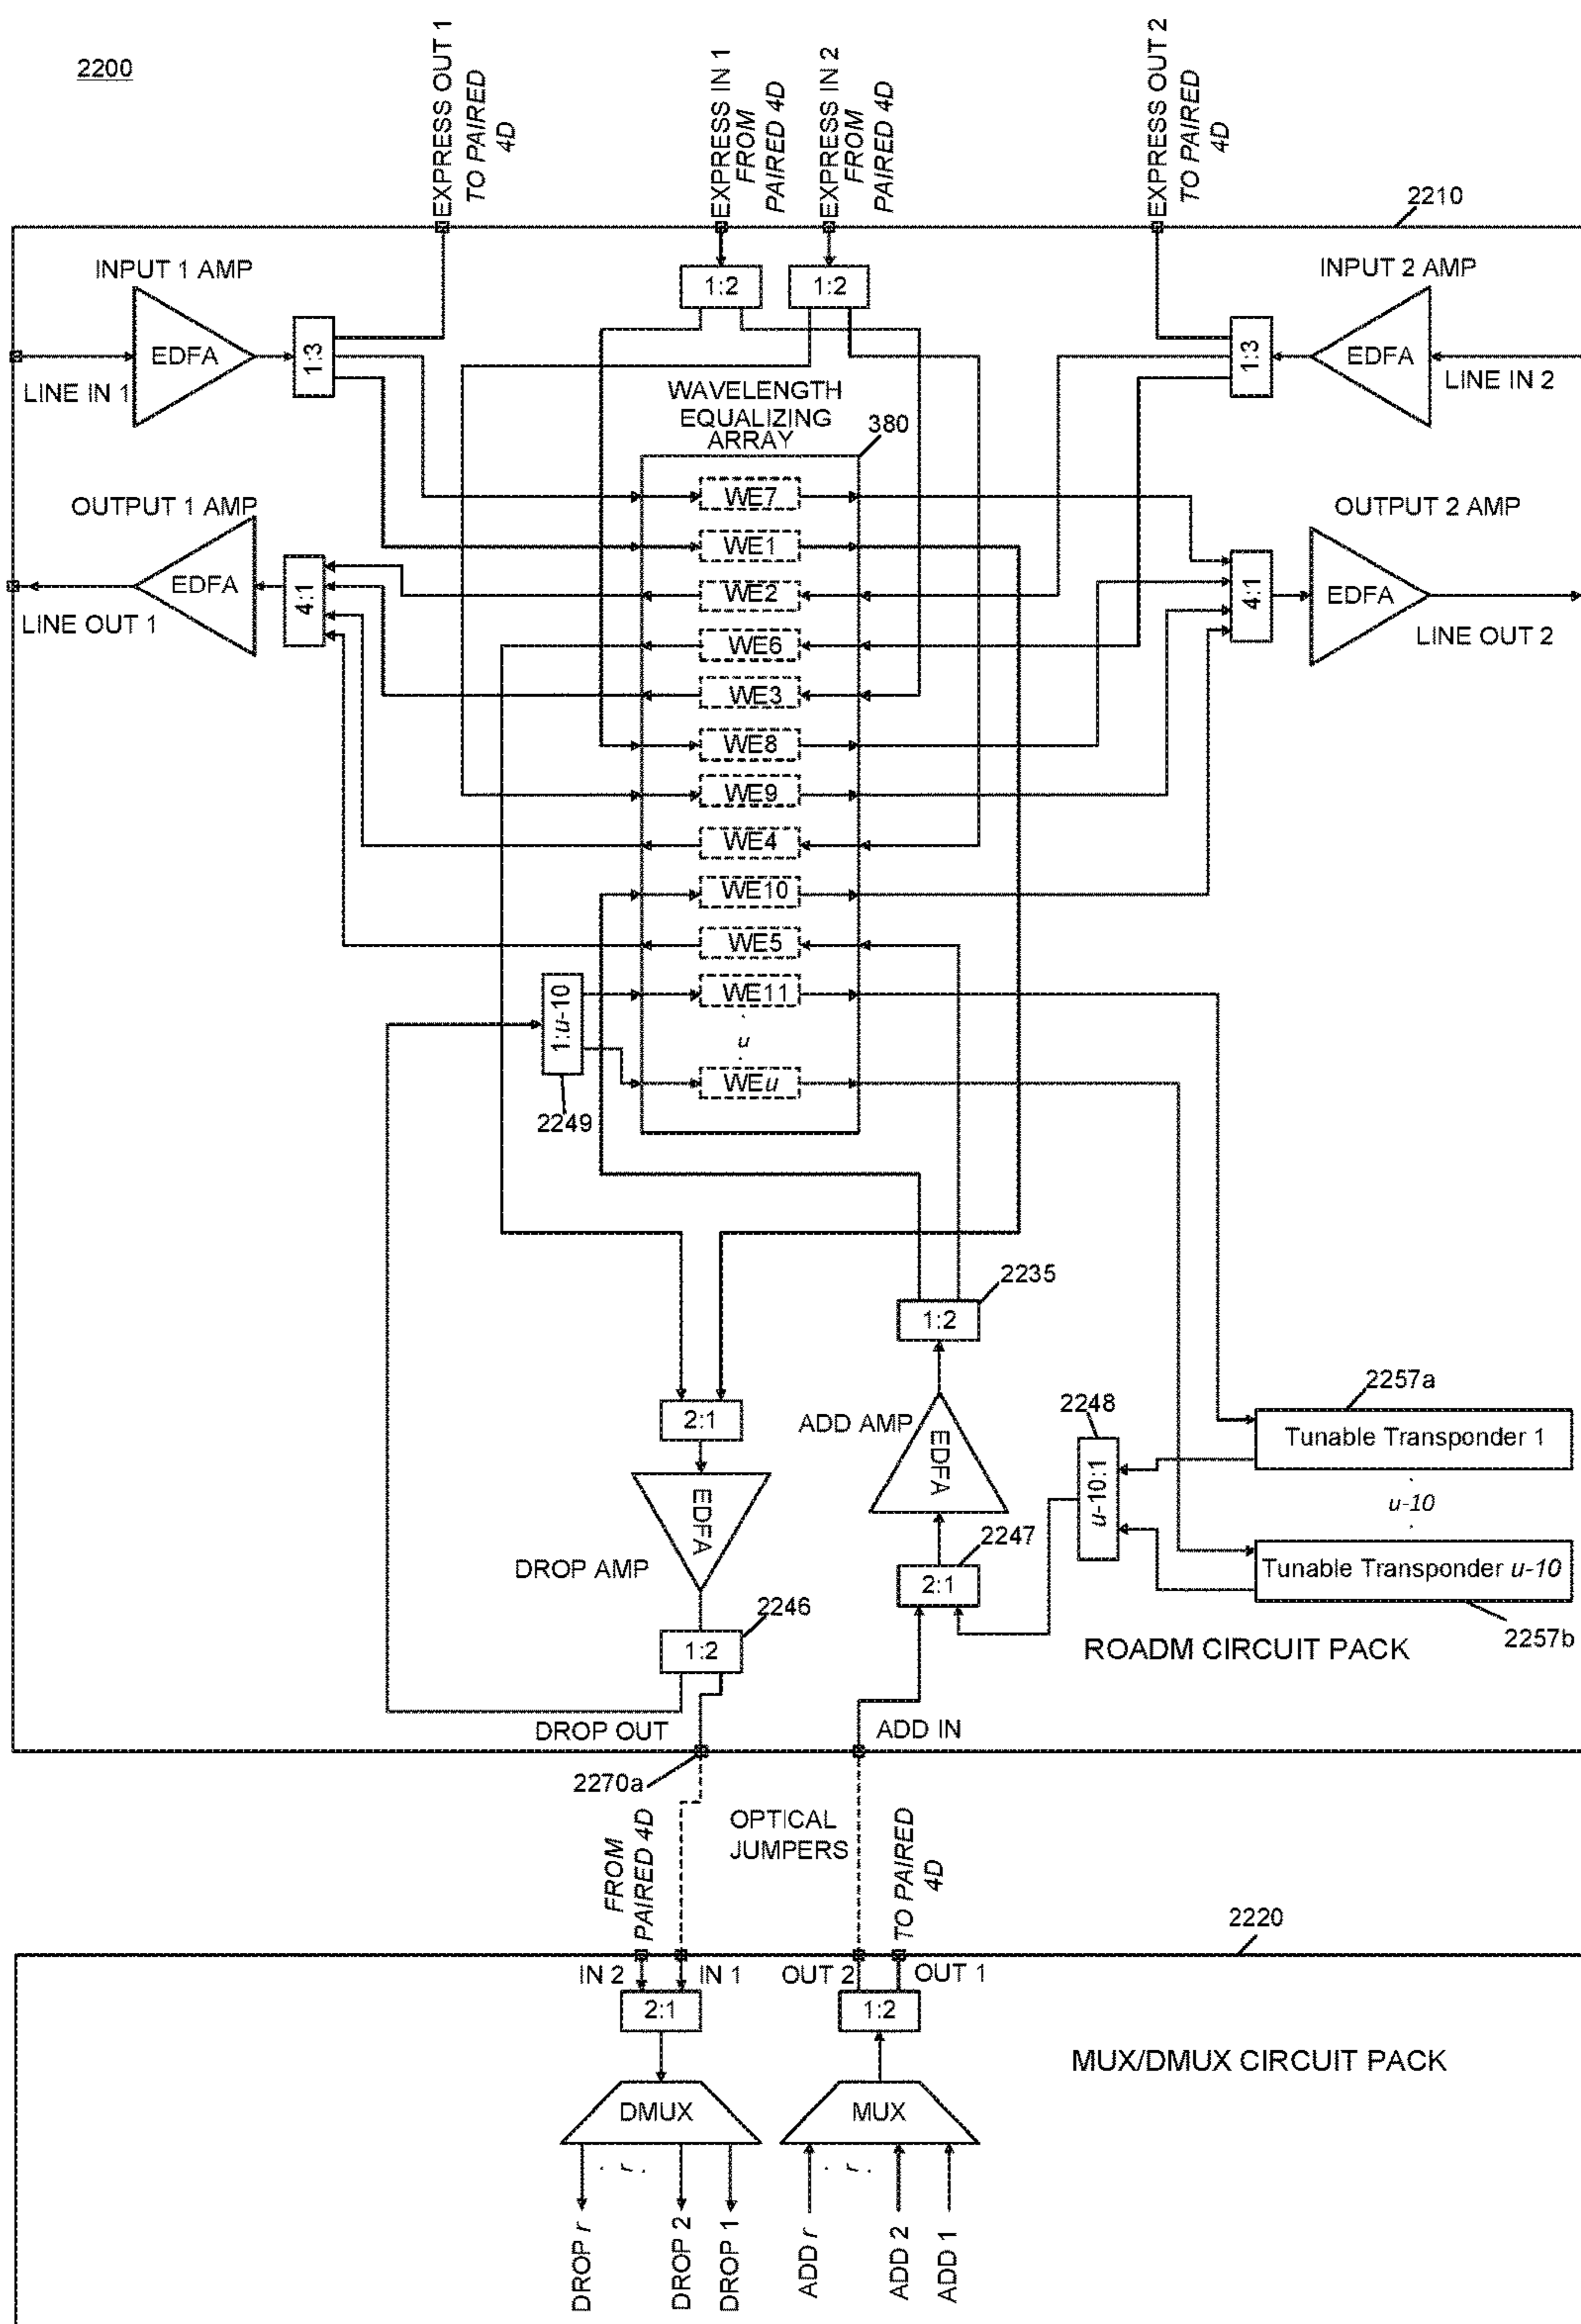 2200
EXPRESS OUT 1
TO PAIRED
4D
EXPRESS IN 1
FROM
PAIRED 4D
EXPRESS IN 2
FROM
PAIRED 4D
EXPRESS OUT 2
TO PAIRED
4D
2210
INPUT 1 AMP
EDFA
LINE IN 1
1:3
1:2
1:2
INPUT 2 AMP
1:3
EDFA
LINE IN 2
WAVELENGTH
EQUALIZING
ARRAY
380
OUTPUT 1 AMP
EDFA
LINE OUT 1
4:1
WE7
WE1
WE2
WE6
WE3
WE8
WE9
WE4
WE10
WE5
WE11
u
WEu
OUTPUT 2 AMP
4:1
EDFA
LINE OUT 2
1:u-10
2249
2235
1:2
2:1
ADD AMP
EDFA
EDFA
DROP AMP
2248
u-10:1
2257a
Tunable Transponder 1
u-10
Tunable Transponder u-10
2257b
2247
2:1
2246
1:2
ROADM CIRCUIT PACK
DROP OUT
ADD IN
2270a
OPTICAL
JUMPERS
FROM
PAIRED 4D
TO PAIRED
4D
2220
IN 2
IN 1
OUT 2
OUT 1
2:1
1:2
MUX/DMUX CIRCUIT PACK
DMUX
MUX
r
r
DROP r
DROP 2
DROP 1
ADD r
ADD 2
ADD 1